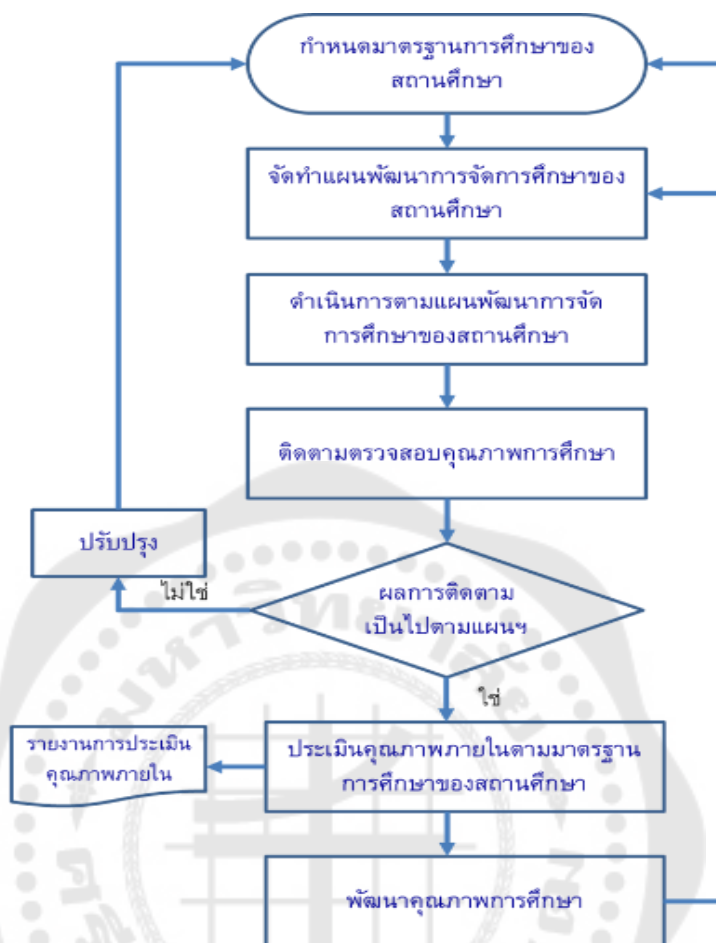 กำหนดมาตรฐานการศึกษาของ
สถานศึกษา
จัดทำแผนพัฒนาการจัดการศึกษาของ
สถานศึกษา
ดำเนินการตามแผนพัฒนาการจัด
การศึกษาของสถานศึกษา
ติดตามตรวจสอบคุณภาพการศึกษา
ปรับปรุง
ไม่ใช่
ผลการติดตาม
เป็นไปตามแผนฯ
ใช่
รายงานการประเมิน
คุณภาพภายใน
ประเมินคุณภาพภายในตามมาตรฐาน
การศึกษาของสถานศึกษา
พัฒนาคุณภาพการศึกษา
มหาวิทยาลัย